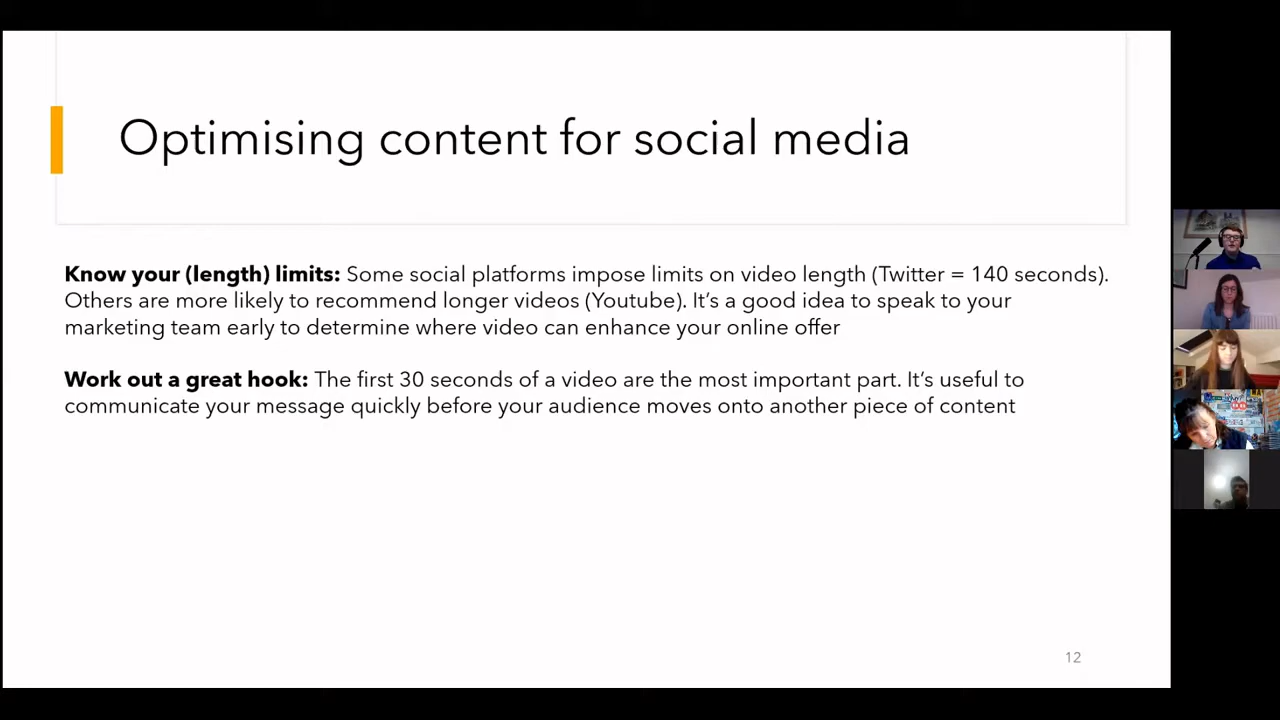 Optimising content for social media
Know your (length) limits: Some social platforms impose limits on video length (Twitter = 140 seconds).
Others are more likely to recommend longer videos (Youtube). It's a good idea to speak to your
marketing team early to determine where video can enhance your online offer
Work out a great hook: The first 30 seconds of a video are the most important part. It's useful to
communicate your message quickly before your audience moves onto another piece of content
12